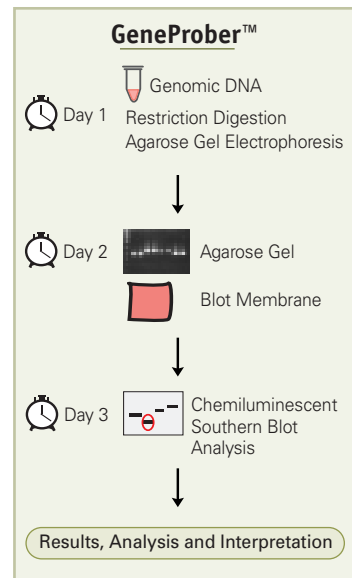 GeneProber™
Genomic DNA
Day 1
Restriction Digestion
Agarose Gel Electrophoresis
Day 2
Agarose Gel
Blot Membrane
Day 3
Chemiluminescent
Southern Blot
Analysis
Results, Analysis and Interpretation